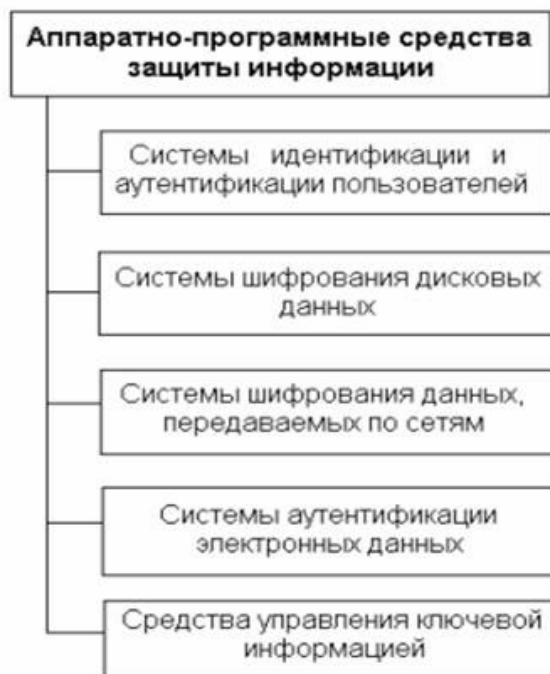 Аппаратно-программные средства
защиты информации
Системы идентификации и
аутентификации пользователей
Системы шифрования дисковых
данных
Системы шифрования данных,
передаваемых по сетям
Системы аутентификации
электронных данных
Средства управления ключевой
информацией